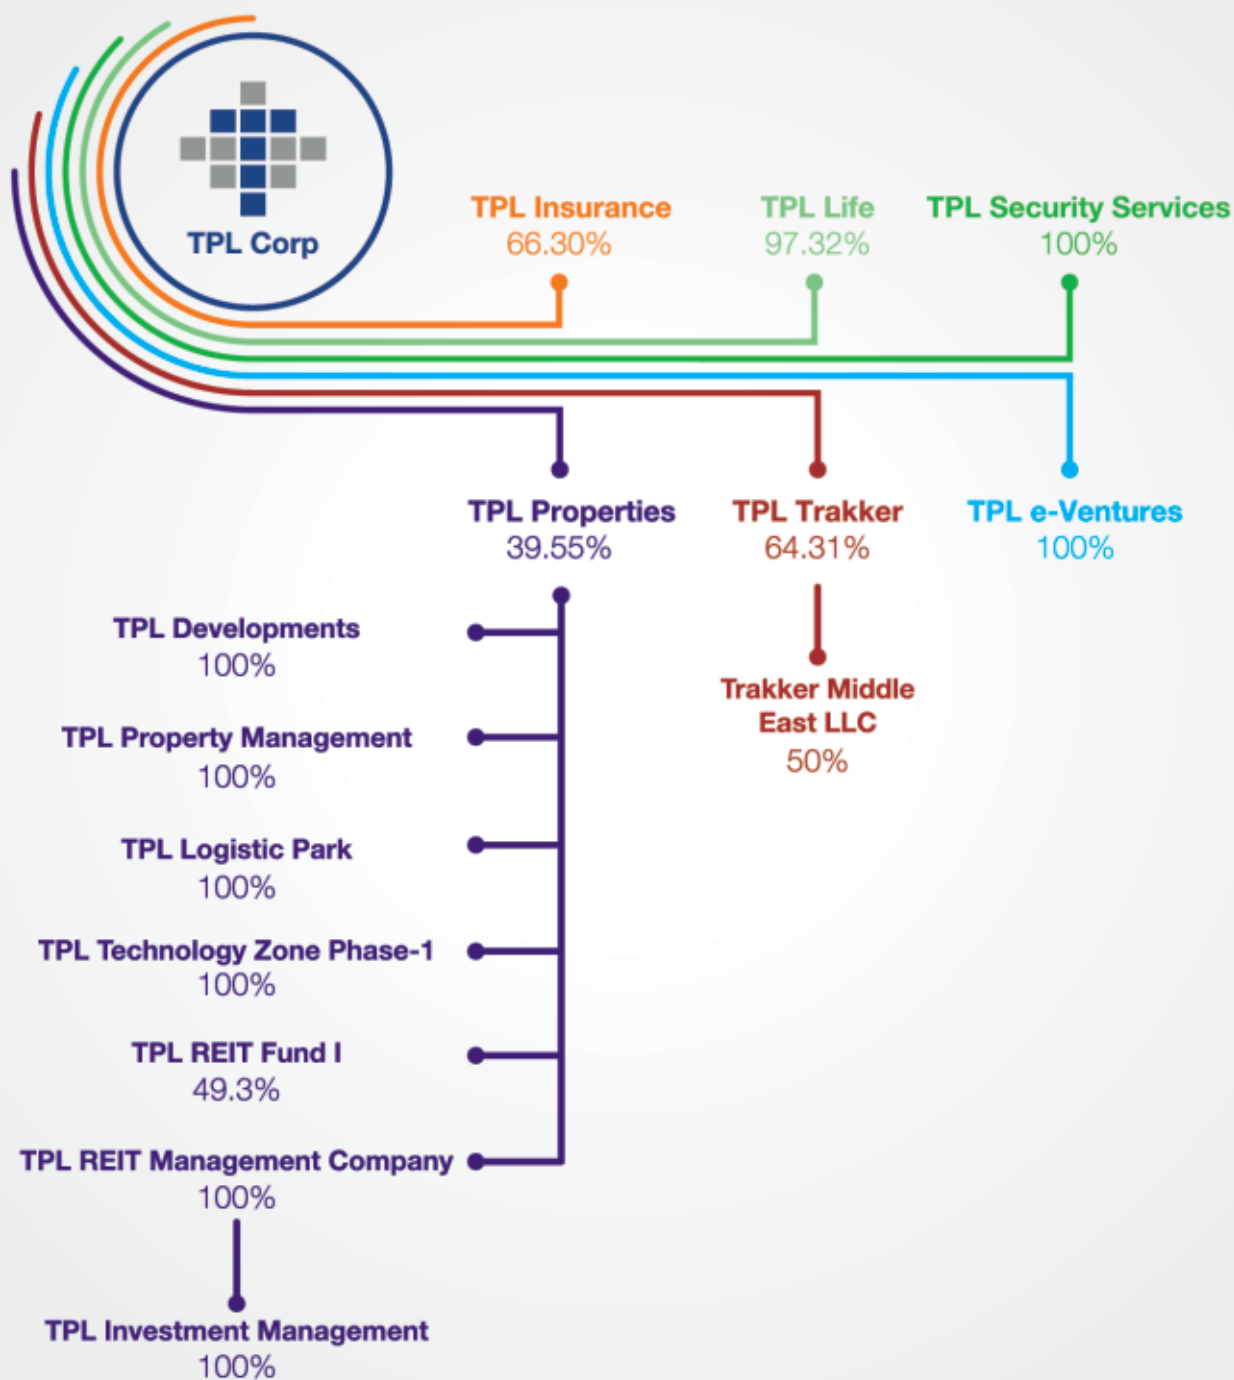 TPL Corp
TPL Insurance
66.30%
TPL Life
97.32%
TPL Security Services
100%
TPL Properties
39.55%
TPL Trakker
64.31%
TPL e-Ventures
100%
TPL Developments
100%
TPL Property Management
100%
TPL Logistic Park
100%
TPL Technology Zone Phase-1
100%
TPL REIT Fund I
49.3%
TPL REIT Management Company
100%
TPL Investment Management
100%
Trakker Middle
East LLC
50%